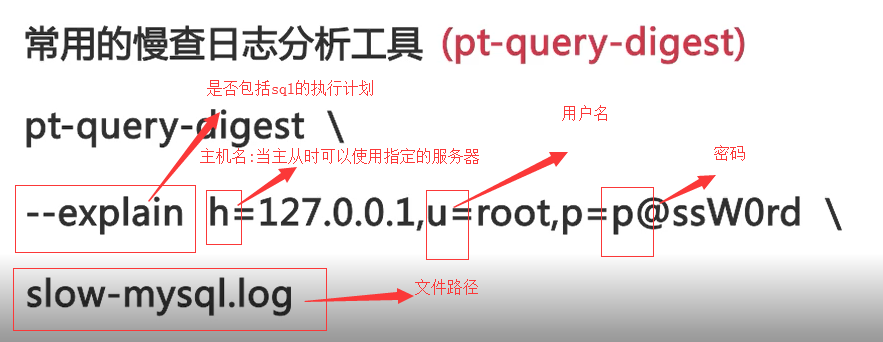 常用的慢查日志分析工具 (pt-query-digest)
是否包括sql的执行计划
pt-query-digest \
用户名
主机名:当主从时可以使用指定的服务器
密码
--explain h=127.0.0.1,u=root,p=p@ssW0rd \
slow-mysql.log
文件路径